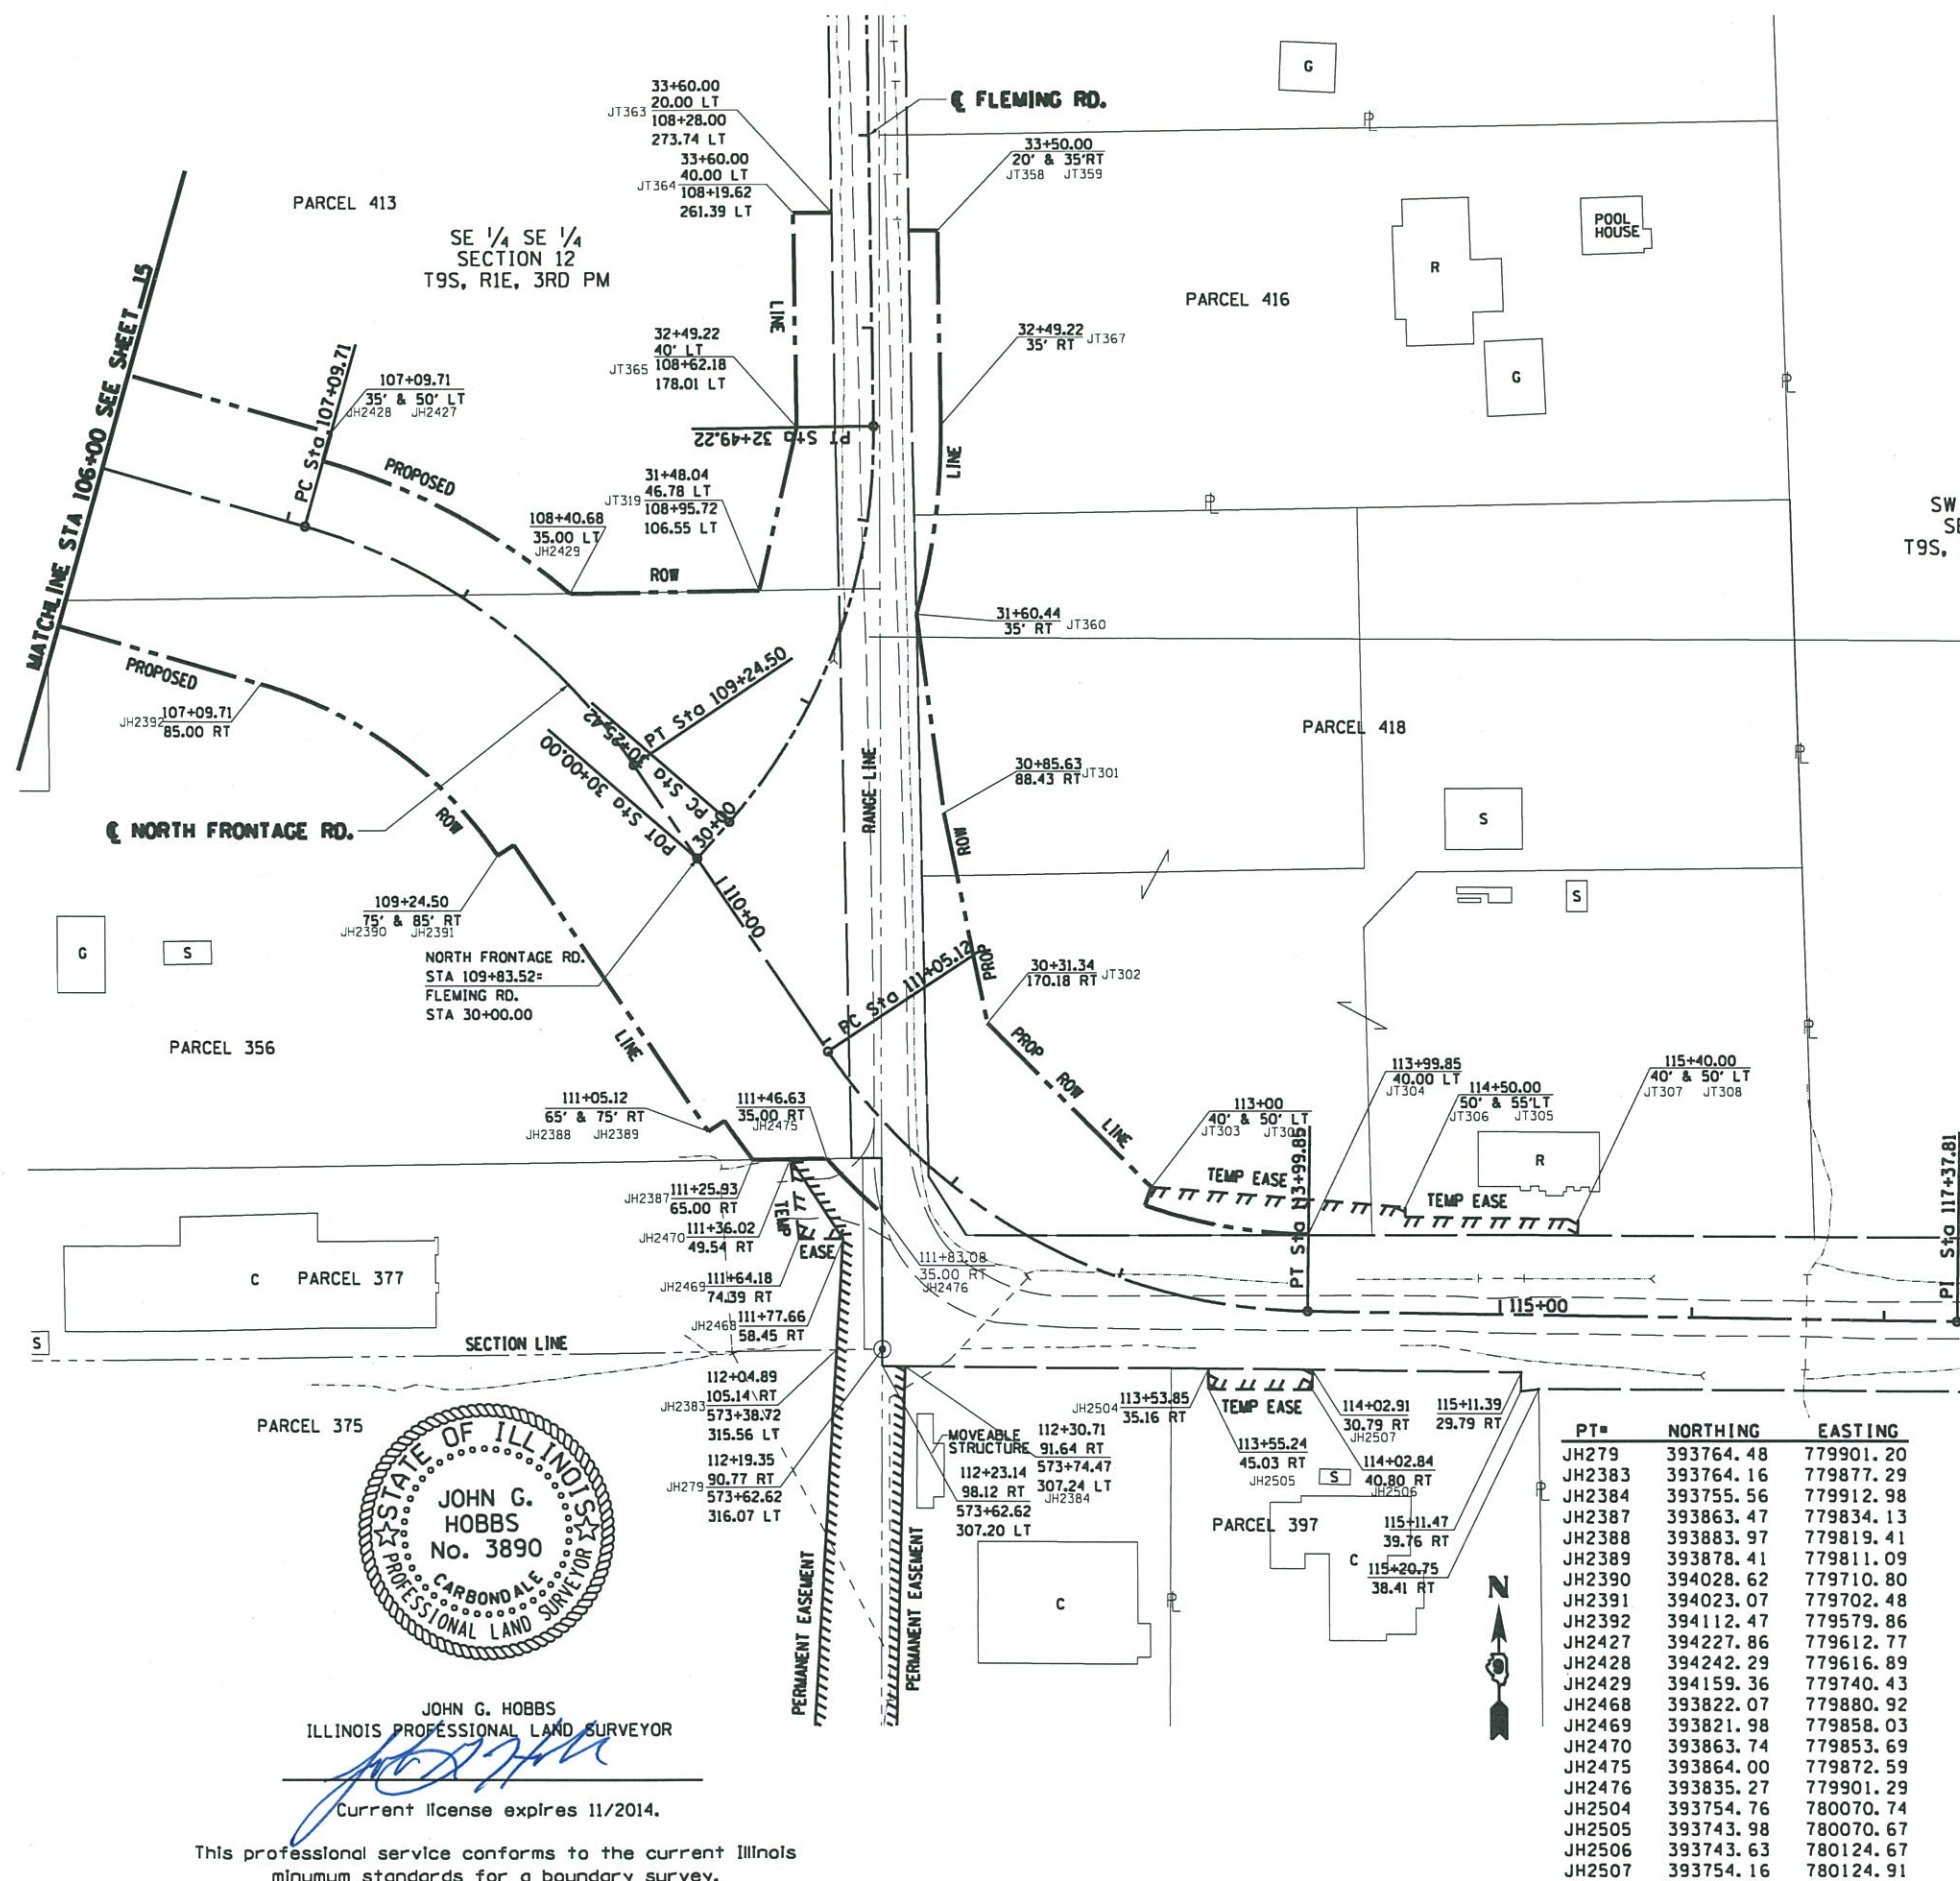 33+60.00
20.00 LT
JT363
108+28.00
273.74 LT
33+60.00
40.00 LT
JT364
108+19.62
261.39 LT
℄ FLEMING RD.
33+50.00
20' & 35'RT
JT358 JT359
G
PARCEL 413
SE 1/4 SE 1/4
SECTION 12
T9S, R1E, 3RD PM
POOL
HOUSE
R
PARCEL 416
G
MATCHLINE STA 106+00 SEE SHEET 15
LINE
32+49.22
40' LT
JT365
108+62.18
178.01 LT
32+49.22
35' RT
JT367
PC Sta 107+09.71
107+09.71
35' & 50' LT
JH2428 JH2427
PT Sta 32+49.22
LINE
PROPOSED
31+48.04
46.78 LT
JT319
108+95.72
106.55 LT
108+40.68
35.00 LT
JH2429
ROW
SW
SE
T9S,
31+60.44
35' RT
JT360
PROPOSED
107+09.71
85.00 RT
JH2392
PT Sta 109+24.50
PC Sta 30+25.42
POT Sta 30+00.00
30+00
RANGE LINE
PARCEL 418
30+85.63
88.43 RT
JT301
S
℄ NORTH FRONTAGE RD.
ROW
ROW
110+00
109+24.50
75' & 85' RT
JH2390 JH2391
S
G
S
NORTH FRONTAGE RD.
STA 109+83.52=
FLEMING RD.
STA 30+00.00
PC Sta 111+05.12
PROP
30+31.34
170.18 RT
JT302
PARCEL 356
LINE
PROP
ROW
LINE
113+99.85
40.00 LT
JT304
114+50.00
50' & 55'LT
JT306 JT305
115+40.00
40' & 50' LT
JT307 JT308
111+05.12
65' & 75' RT
JH2388 JH2389
111+46.63
35.00 RT
JH2475
113+00
40' & 50' LT
JT303
PT Sta 113+99.85
R
TEMP EASE
TEMP EASE
PI Sta 117+37.81
JH2387
111+25.93
65.00 RT
JH2470
111+36.02
49.54 RT
TEMP
EASE
JH2469
111+64.18
74.39 RT
JH2468
111+77.66
58.45 RT
111+83.08
35.00 RT
JH2476
C PARCEL 377
115+00
S
SECTION LINE
112+04.89
105.14 RT
JH2383
573+38.72
315.56 LT
112+19.35
90.77 RT
JH279
573+62.62
316.07 LT
MOVEABLE
STRUCTURE
112+30.71
91.64 RT
573+74.47
307.24 LT
JH2384
112+23.14
98.12 RT
573+62.62
307.20 LT
JH2504
113+53.85
35.16 RT
TEMP EASE
113+55.24
45.03 RT
JH2505
114+02.91
30.79 RT
JH2507
114+02.84
40.80 RT
JH2506
115+11.39
29.79 RT
115+11.47
39.76 RT
115+20.75
38.41 RT
S
PARCEL 375
PARCEL 397
C
C
PERMANENT EASEMENT
PERMANENT EASEMENT
N
STATE OF ILLINOIS
JOHN G.
HOBBS
No. 3890
CARBONDALE
PROFESSIONAL LAND SURVEYOR
JOHN G. HOBBS
ILLINOIS PROFESSIONAL LAND SURVEYOR
Current license expires 11/2014.
This professional service conforms to the current Illinois
minumum standards for a boundary survey.
PT# NORTHING EASTING
JH279 393764.48 779901.20
JH2383 393764.16 779877.29
JH2384 393755.56 779912.98
JH2387 393863.47 779834.13
JH2388 393883.97 779819.41
JH2389 393878.41 779811.09
JH2390 394028.62 779710.80
JH2391 394023.07 779702.48
JH2392 394112.47 779579.86
JH2427 394227.86 779612.77
JH2428 394242.29 779616.89
JH2429 394159.36 779740.43
JH2468 393822.07 779880.92
JH2469 393821.98 779858.03
JH2470 393863.74 779853.69
JH2475 393864.00 779872.59
JH2476 393835.27 779901.29
JH2504 393754.76 780070.74
JH2505 393743.98 780070.67
JH2506 393743.63 780124.67
JH2507 393754.16 780124.91